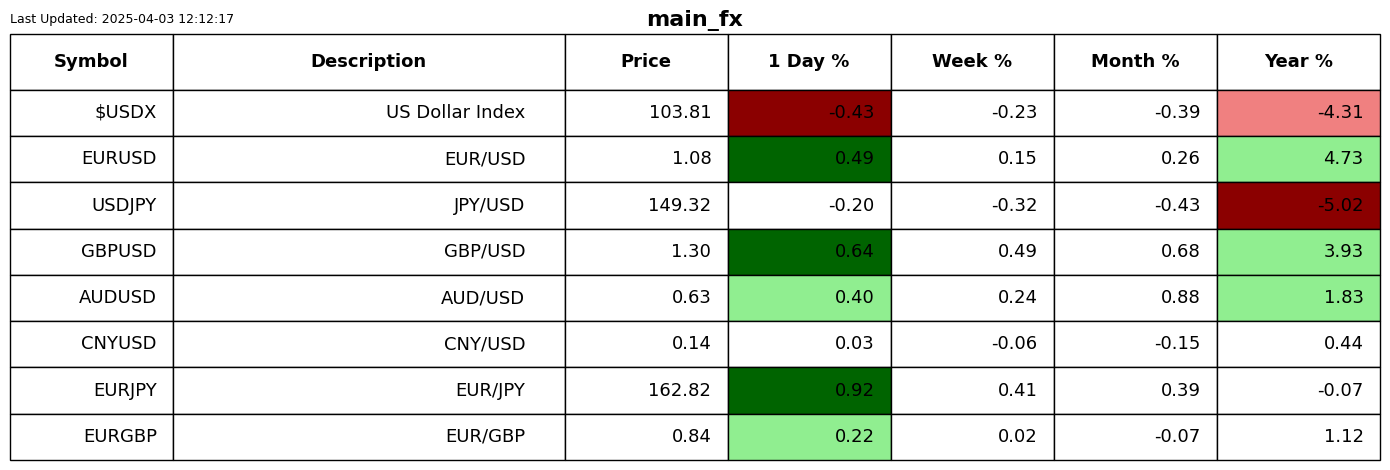 Last Updated: 2025-04-03 12:12:17
main_fx
Symbol Description Price 1 Day % Week % Month % Year %
$USDX US Dollar Index 103.81 -0.43 -0.23 -0.39 -4.31
EURUSD EUR/USD 1.08 0.49 0.15 0.26 4.73
USDJPY JPY/USD 149.32 -0.20 -0.32 -0.43 -5.02
GBPUSD GBP/USD 1.30 0.64 0.49 0.68 3.93
AUDUSD AUD/USD 0.63 0.40 0.24 0.88 1.83
CNYUSD CNY/USD 0.14 0.03 -0.06 -0.15 0.44
EURJPY EUR/JPY 162.82 0.92 0.41 0.39 -0.07
EURGBP EUR/GBP 0.84 0.22 0.02 -0.07 1.12